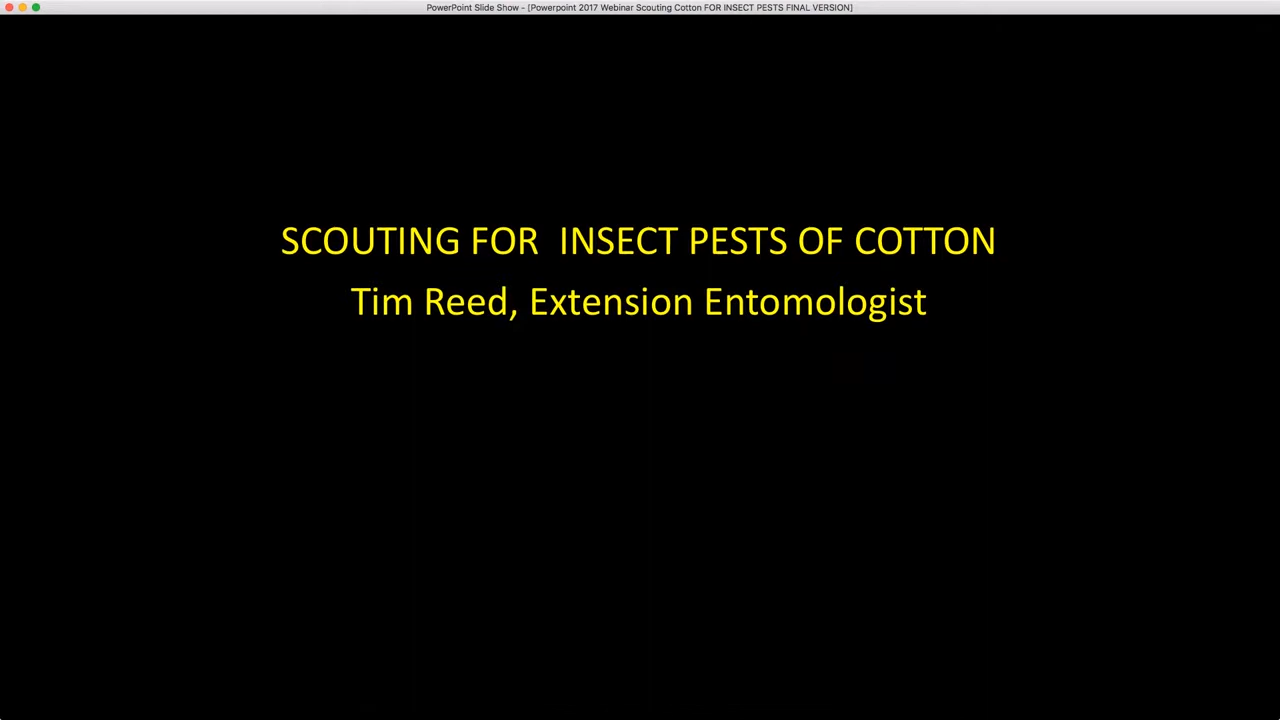 PowerPoint Slide Show - [Powerpoint 2017 Webinar Scouting Cotton FOR INSECT PESTS FINAL VERSION]
SCOUTING FOR  INSECT PESTS OF COTTON
Tim Reed, Extension Entomologist